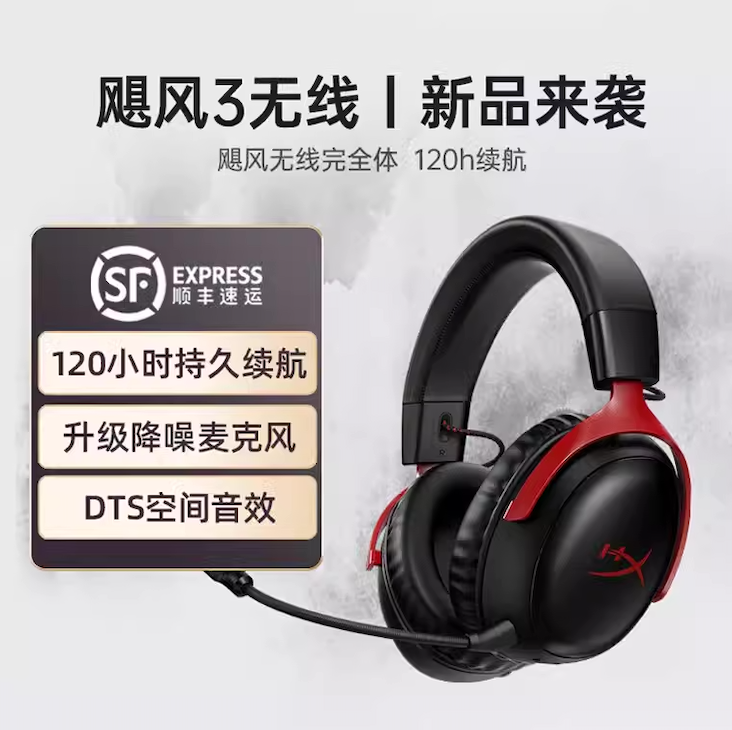 飓风3无线丨新品来袭
飓风无线完全体 120h续航
SF EXPRESS
顺丰速运
120小时持久续航
升级降噪麦克风
DTS空间音效
HX